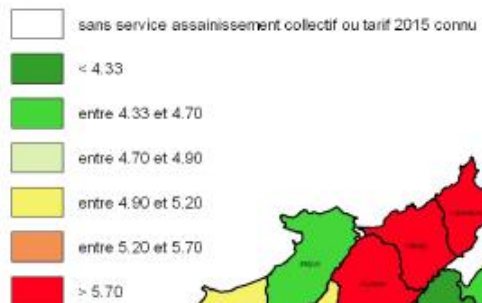 sans service assainissement collectif ou tarif 2015 connu
< 4.33
entre 4.33 et 4.70
entre 4.70 et 4.90
entre 4.90 et 5.20
entre 5.20 et 5.70
> 5.70